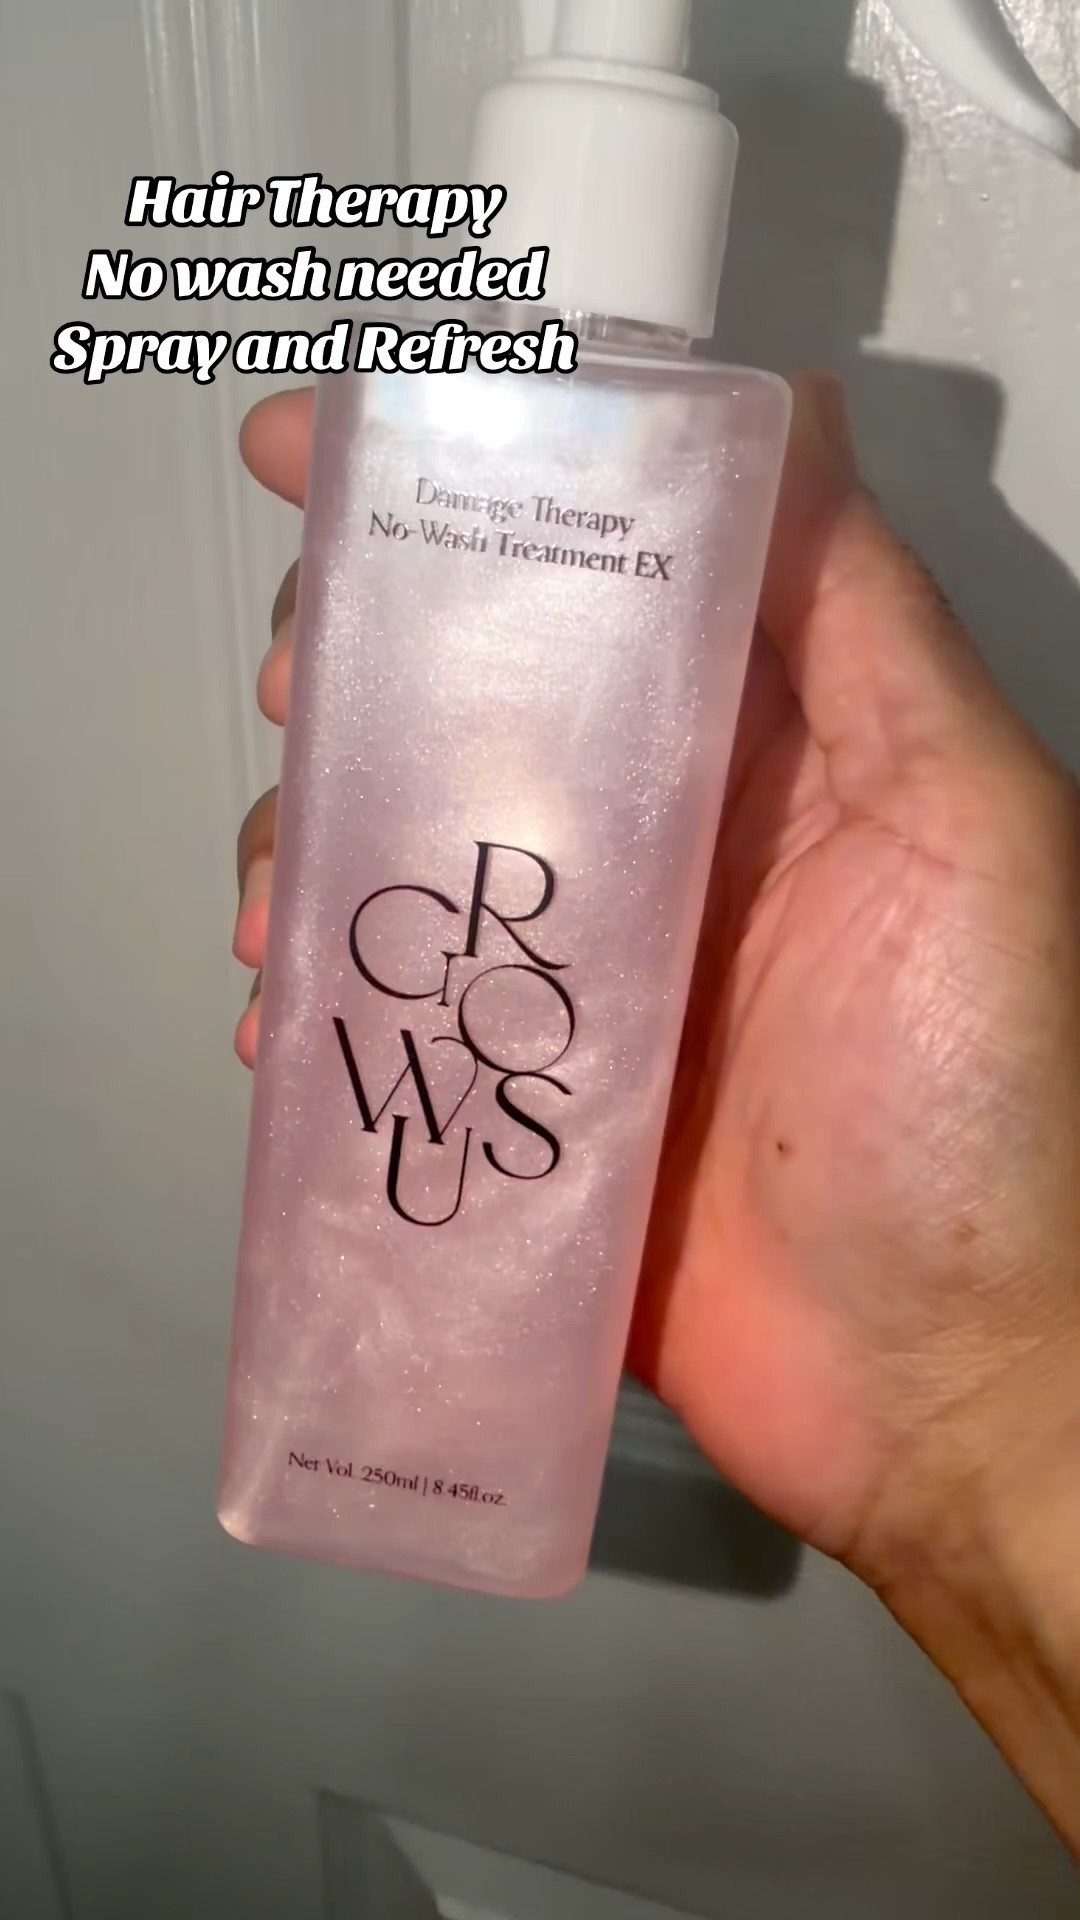 Hair Therapy
No wash needed
Spray and Refresh
Damage Therapy
No-Wash Treatment EX
GROWUS
Net Vol. 250ml | 8.45fl.oz.